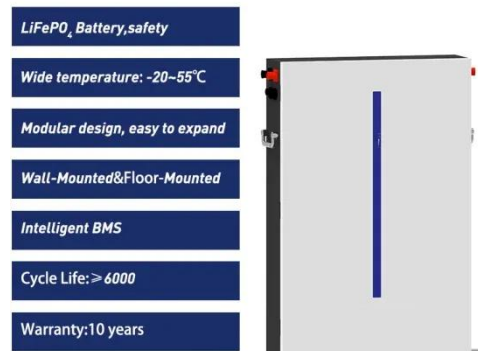 LiFePO₄ Battery,safety
Wide temperature: -20~55℃
Modular design, easy to expand
Wall-Mounted&Floor-Mounted
Intelligent BMS
Cycle Life:≥6000
Warranty:10 years